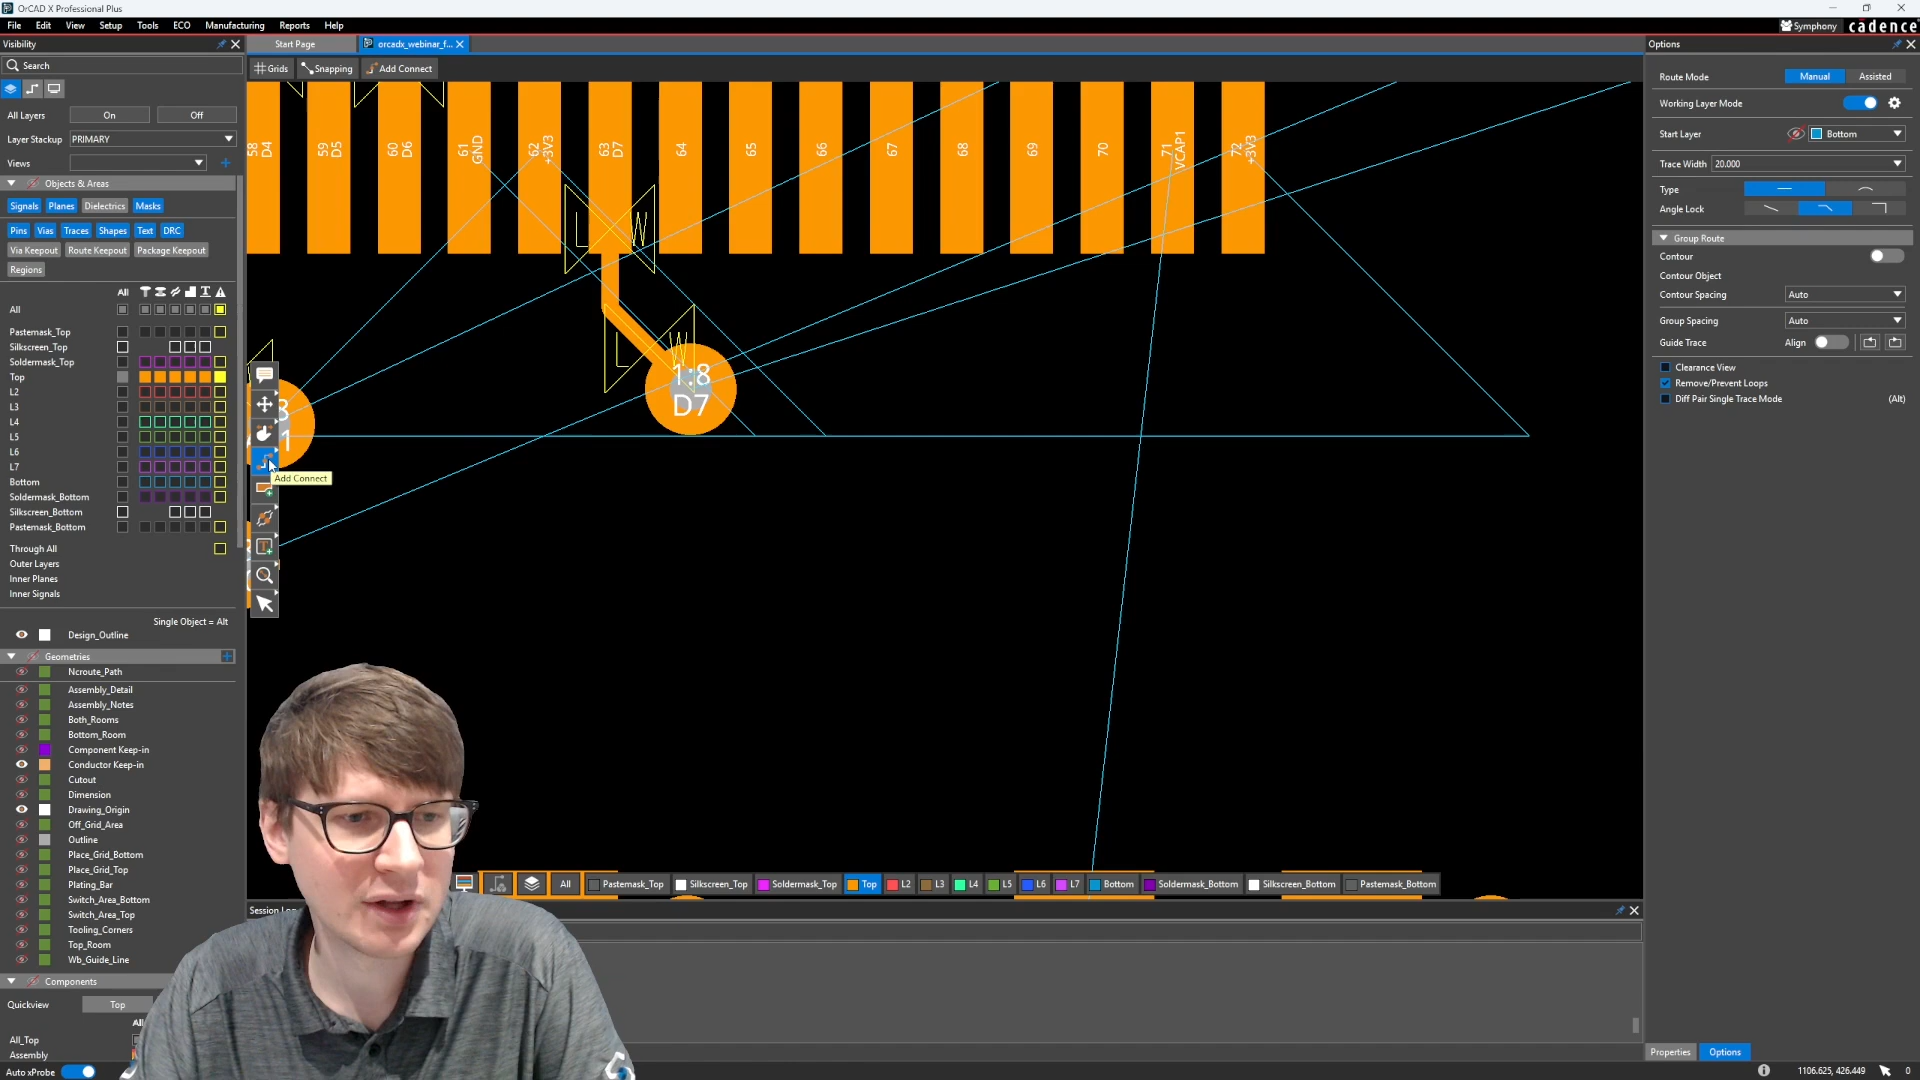 OrCAD X Professional Plus
File Edit View Setup Tools ECO Manufacturing Reports Help
Symphony cadence
Visibility
Start Page
orcadx_webinar_f...
Options
Search
Grids Snapping Add Connect
Route Mode Manual Assisted
Working Layer Mode
Start Layer Bottom
Trace Width 20.000
Type
Angle Lock
Group Route
Contour
Contour Object
Contour Spacing Auto
Group Spacing Auto
Guide Trace Align
Clearance View
Remove/Prevent Loops
Diff Pair Single Trace Mode (Alt)
All Layers On Off
Layer Stackup PRIMARY
Views
Objects & Areas
Signals Planes Dielectrics Masks
Pins Vias Traces Shapes Text DRC
Via Keepout Route Keepout Package Keepout
Regions
All
All
Pastemask_Top
Silkscreen_Top
Soldermask_Top
Top
L2
L3
L4
L5
L6
L7
Bottom
Soldermask_Bottom
Silkscreen_Bottom
Pastemask_Bottom
Through All
Outer Layers
Inner Planes
Inner Signals
Single Object = Alt
Design_Outline
Geometries
Ncroute_Path
Assembly_Detail
Assembly_Notes
Both_Rooms
Bottom_Room
Component Keep-in
Conductor Keep-in
Cutout
Dimension
Drawing_Origin
Off_Grid_Area
Outline
Place_Grid_Bottom
Place_Grid_Top
Plating_Bar
Switch_Area_Bottom
Switch_Area_Top
Tooling_Corners
Top_Room
Wb_Guide_Line
Components
Quickview Top
All_Top
Assembly
Auto xProbe
58 D4
59 D5
60 D6
61 GND
62 +3V3
63 D7
64
65
66
67
68
69
70
71 VCAP1
72 +3V3
L W
L W
1:8
D7
Add Connect
All Pastemask_Top Silkscreen_Top Soldermask_Top Top L2 L3 L4 L5 L6 L7 Bottom Soldermask_Bottom Silkscreen_Bottom Pastemask_Bottom
Properties Options
1106.625, 426.449 0